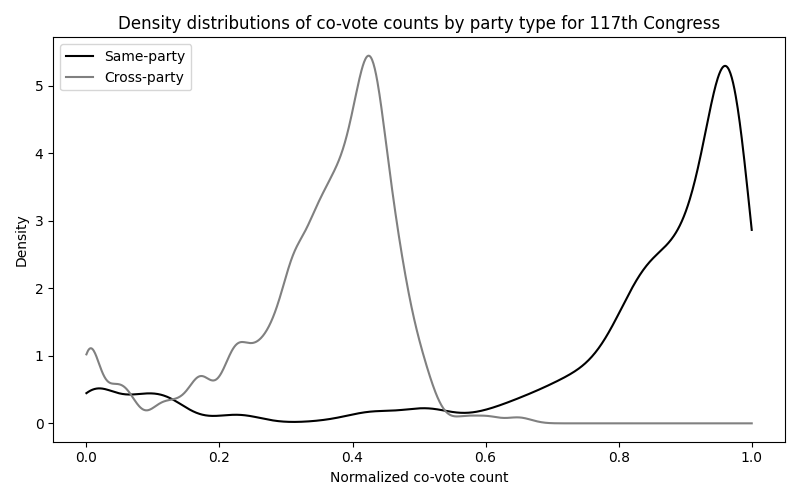 Density distributions of co-vote counts by party type for 117th Congress
Same-party
Cross-party
Density
5
4
3
2
1
0
0.0 0.2 0.4 0.6 0.8 1.0
Normalized co-vote count